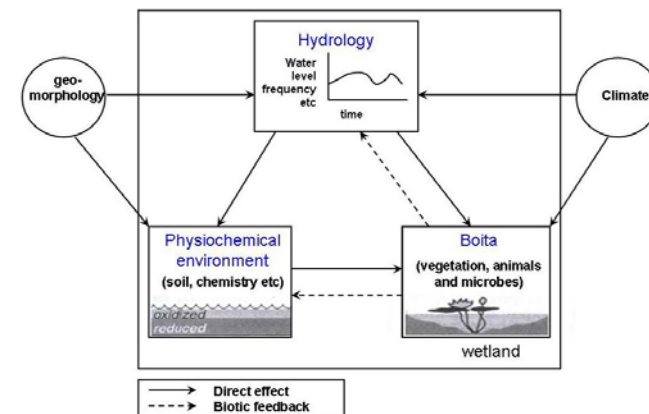 Hydrology
Water
level
frequency
etc
time
geo-
morphology
Climate
Physiochemical
environment
(soil, chemistry etc)
oxidized
reduced
Boita
(vegetation, animals
and microbes)
wetland
Direct effect
Biotic feedback